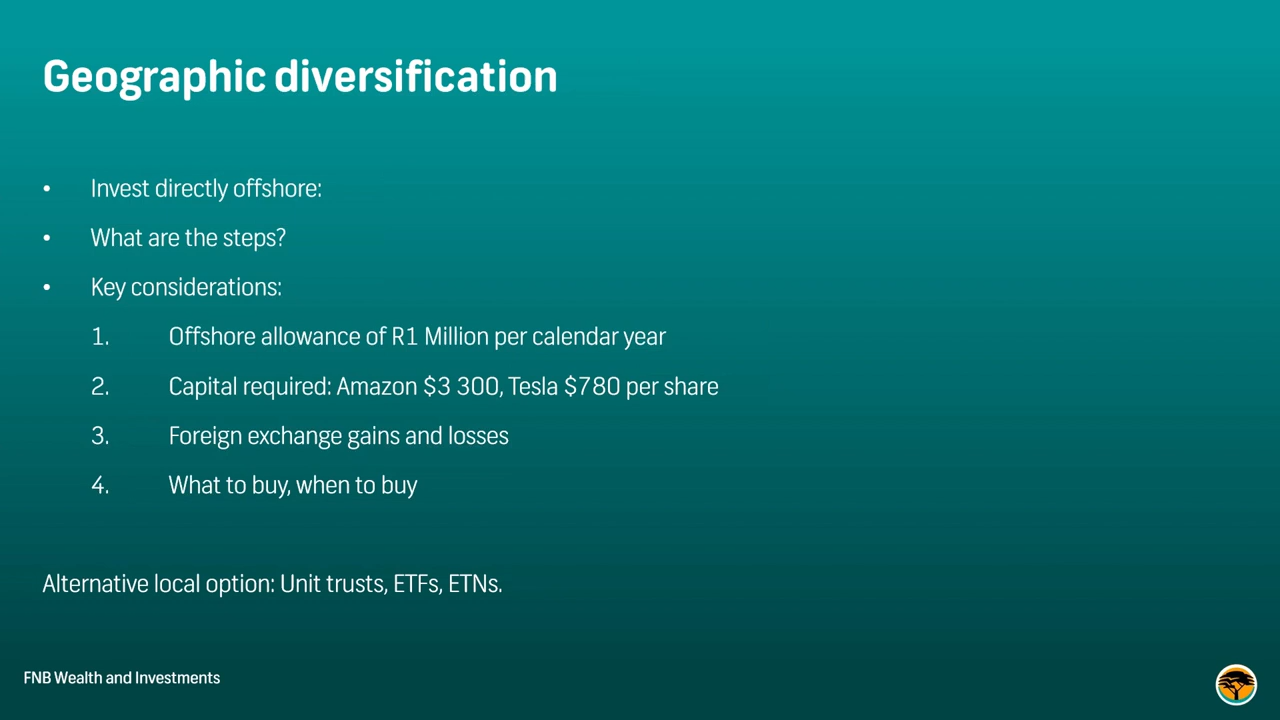 Geographic diversification
• Invest directly offshore:
• What are the steps?
• Key considerations:
1. Offshore allowance of R1 Million per calendar year
2. Capital required: Amazon $3 300, Tesla $780 per share
3. Foreign exchange gains and losses
4. What to buy, when to buy
Alternative local option: Unit trusts, ETFs, ETNs.
FNB Wealth and Investments